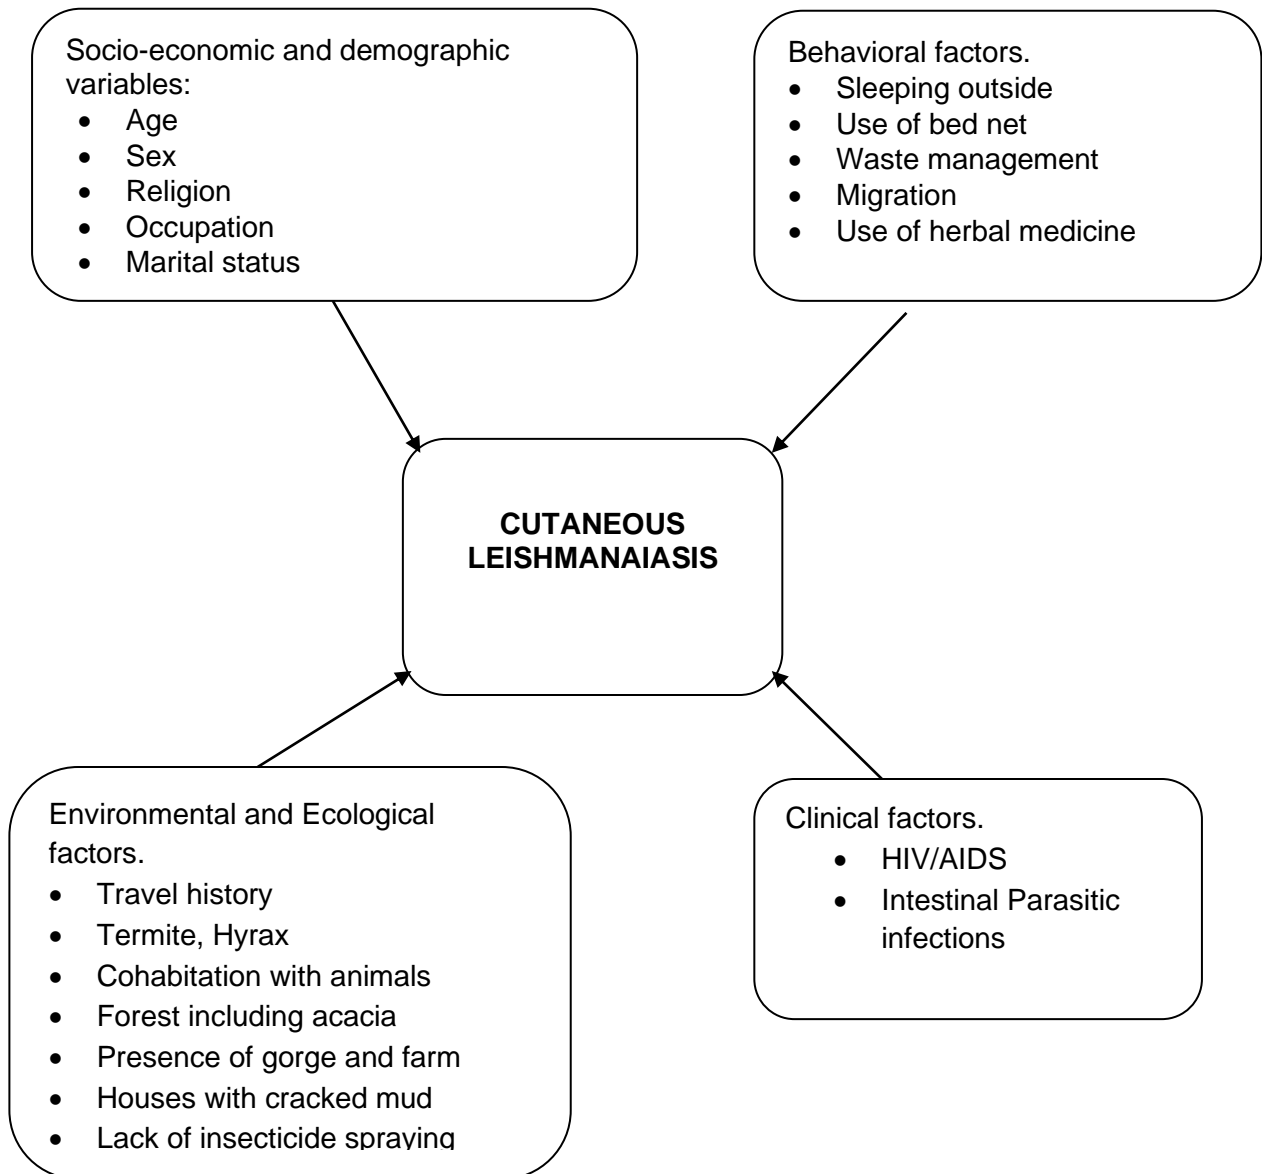 Socio-economic and demographic
variables:
• Age
• Sex
• Religion
• Occupation
• Marital status
Behavioral factors.
• Sleeping outside
• Use of bed net
• Waste management
• Migration
• Use of herbal medicine
CUTANEOUS
LEISHMANAIASIS
Environmental and Ecological
factors.
• Travel history
• Termite, Hyrax
• Cohabitation with animals
• Forest including acacia
• Presence of gorge and farm
• Houses with cracked mud
• Lack of insecticide spraying
Clinical factors.
• HIV/AIDS
• Intestinal Parasitic
infections